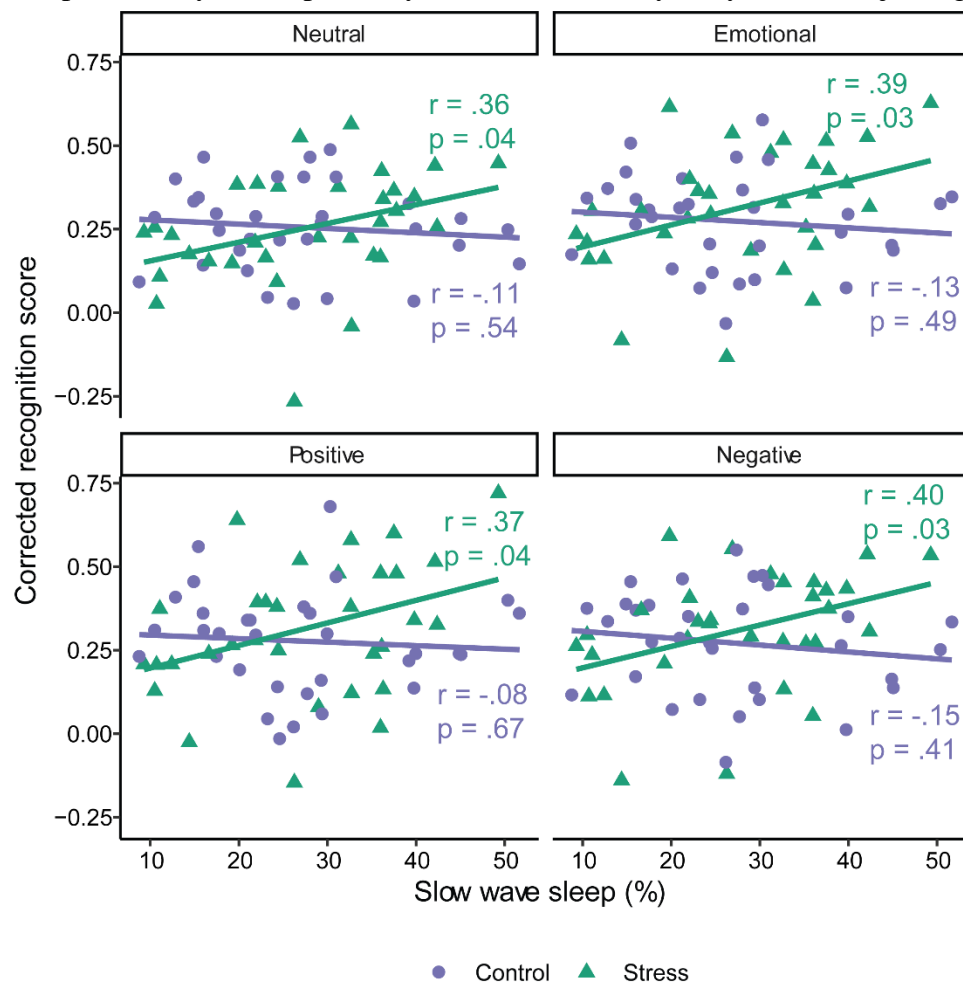 Neutral Emotional
0.75
0.50
0.25
0.00
−0.25
r = .36
p = .04
r = -.11
p = .54
r = .39
p = .03
r = -.13
p = .49
Positive Negative
0.75
0.50
0.25
0.00
−0.25
r = .37
p = .04
r = -.08
p = .67
r = .40
p = .03
r = -.15
p = .41
Corrected recognition score
10 20 30 40 50 10 20 30 40 50
Slow wave sleep (%)
Control Stress